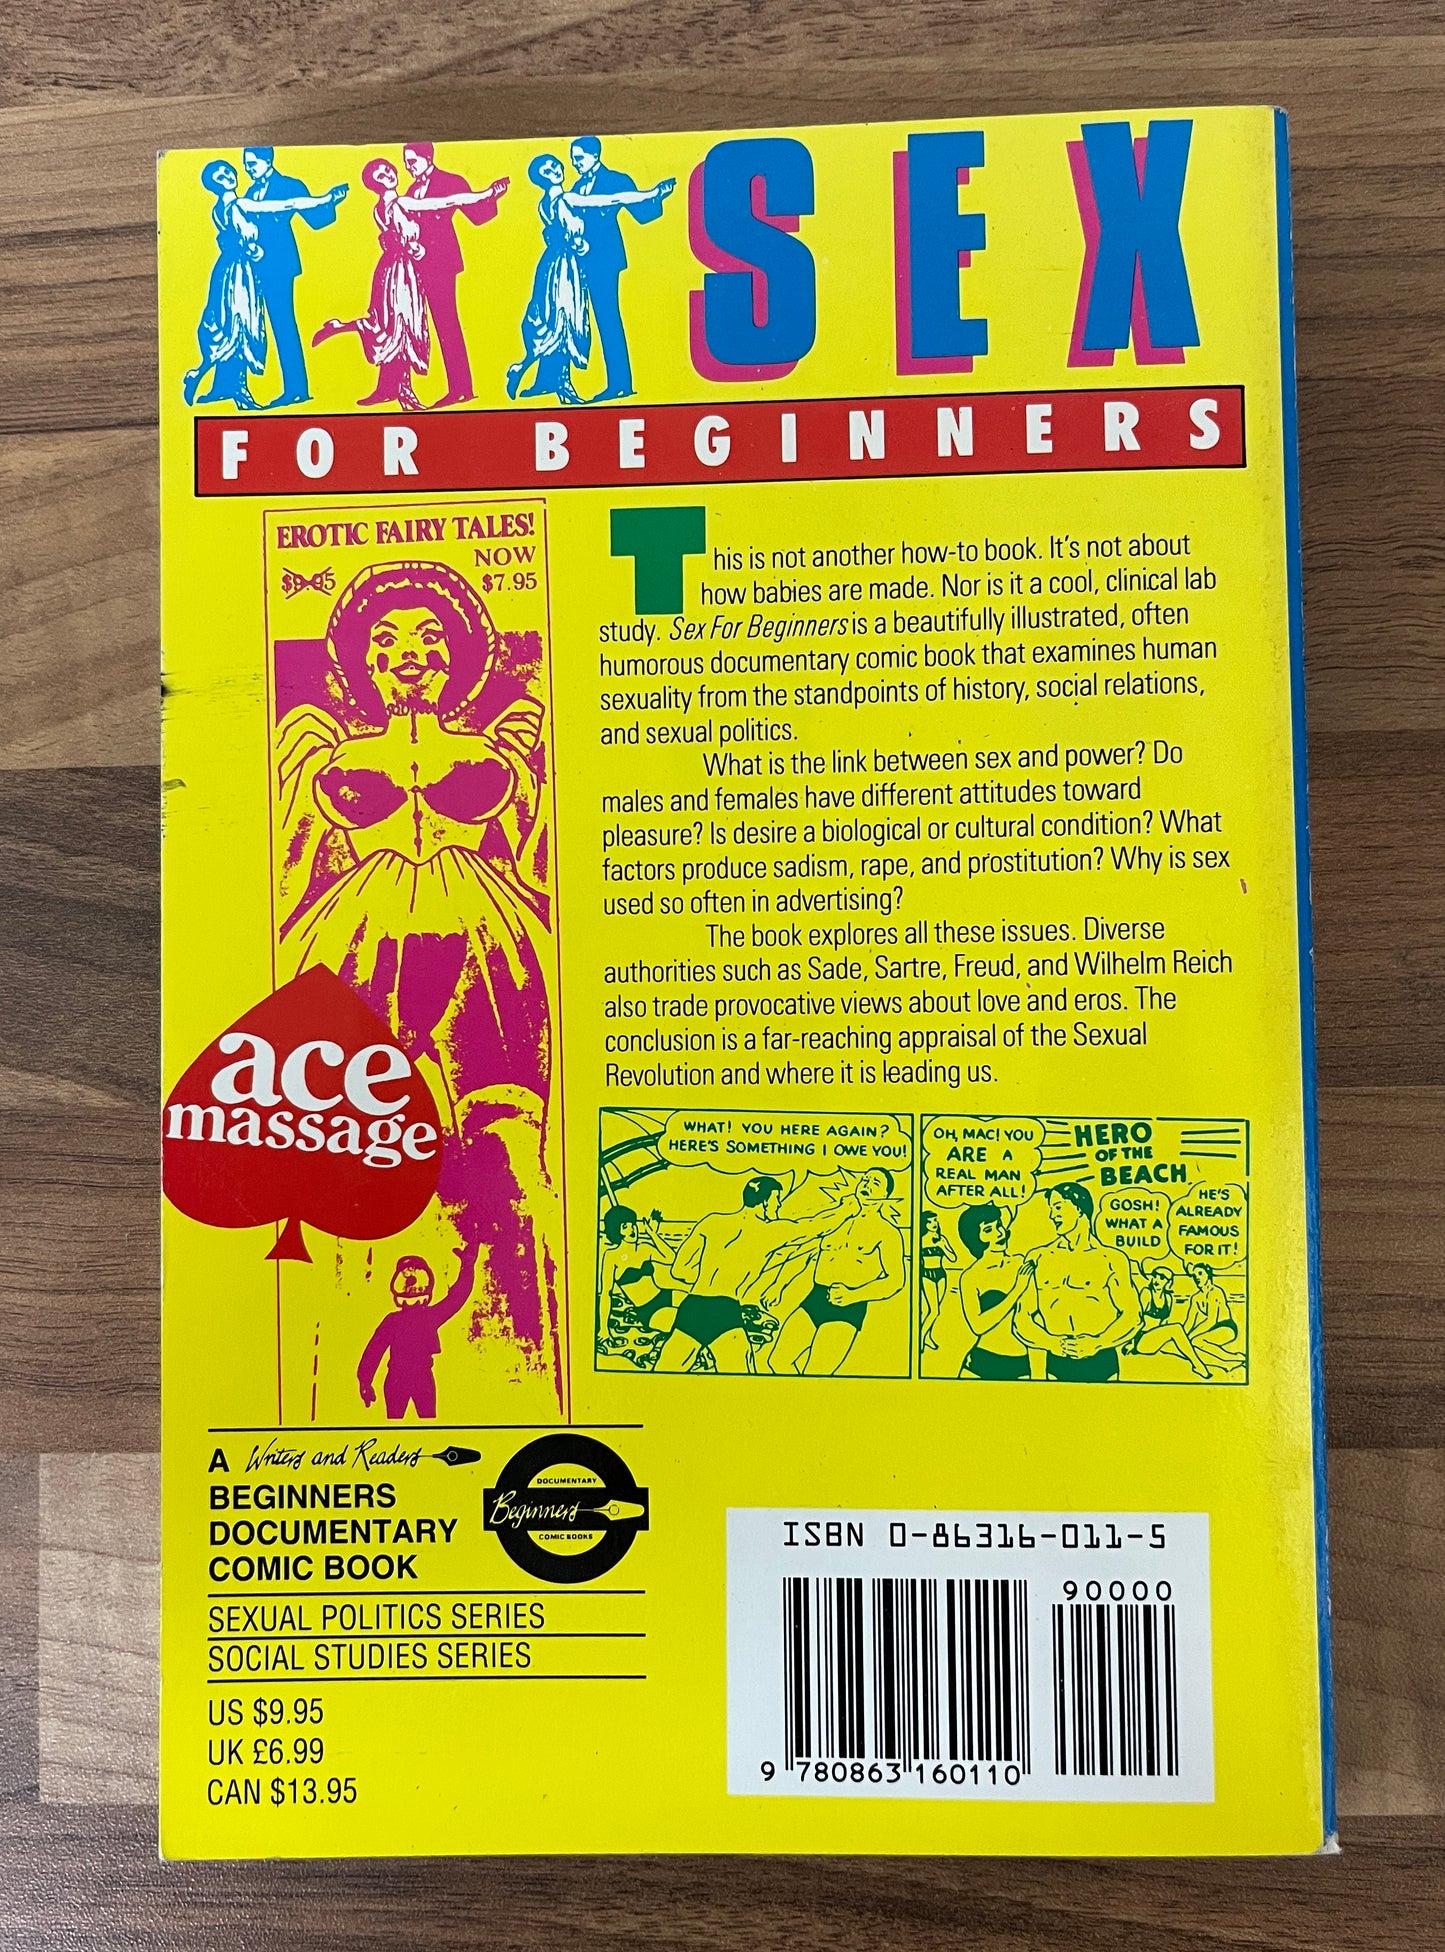 SEX
FOR BEGINNERS
EROTIC FAIRY TALES!
NOW
$9.95 $7.95
ace
massage
This is not another how-to book. It's not about
how babies are made. Nor is it a cool, clinical lab
study. Sex For Beginners is a beautifully illustrated, often
humorous documentary comic book that examines human
sexuality from the standpoints of history, social relations,
and sexual politics.
What is the link between sex and power? Do
males and females have different attitudes toward
pleasure? Is desire a biological or cultural condition? What
factors produce sadism, rape, and prostitution? Why is sex
used so often in advertising?
The book explores all these issues. Diverse
authorities such as Sade, Sartre, Freud, and Wilhelm Reich
also trade provocative views about love and eros. The
conclusion is a far-reaching appraisal of the Sexual
Revolution and where it is leading us.
WHAT! YOU HERE AGAIN?
HERE'S SOMETHING I OWE YOU!
OH, MAC! YOU
ARE A
REAL MAN
AFTER ALL!
HERO
OF THE
BEACH
GOSH!
WHAT A
BUILD
HE'S
ALREADY
FAMOUS
FOR IT!
A Writers and Readers
BEGINNERS
DOCUMENTARY
COMIC BOOK
DOCUMENTARY
Beginners
COMIC BOOKS
SEXUAL POLITICS SERIES
SOCIAL STUDIES SERIES
US $9.95
UK £6.99
CAN $13.95
ISBN 0-86316-011-5
90000
9 780863 160110